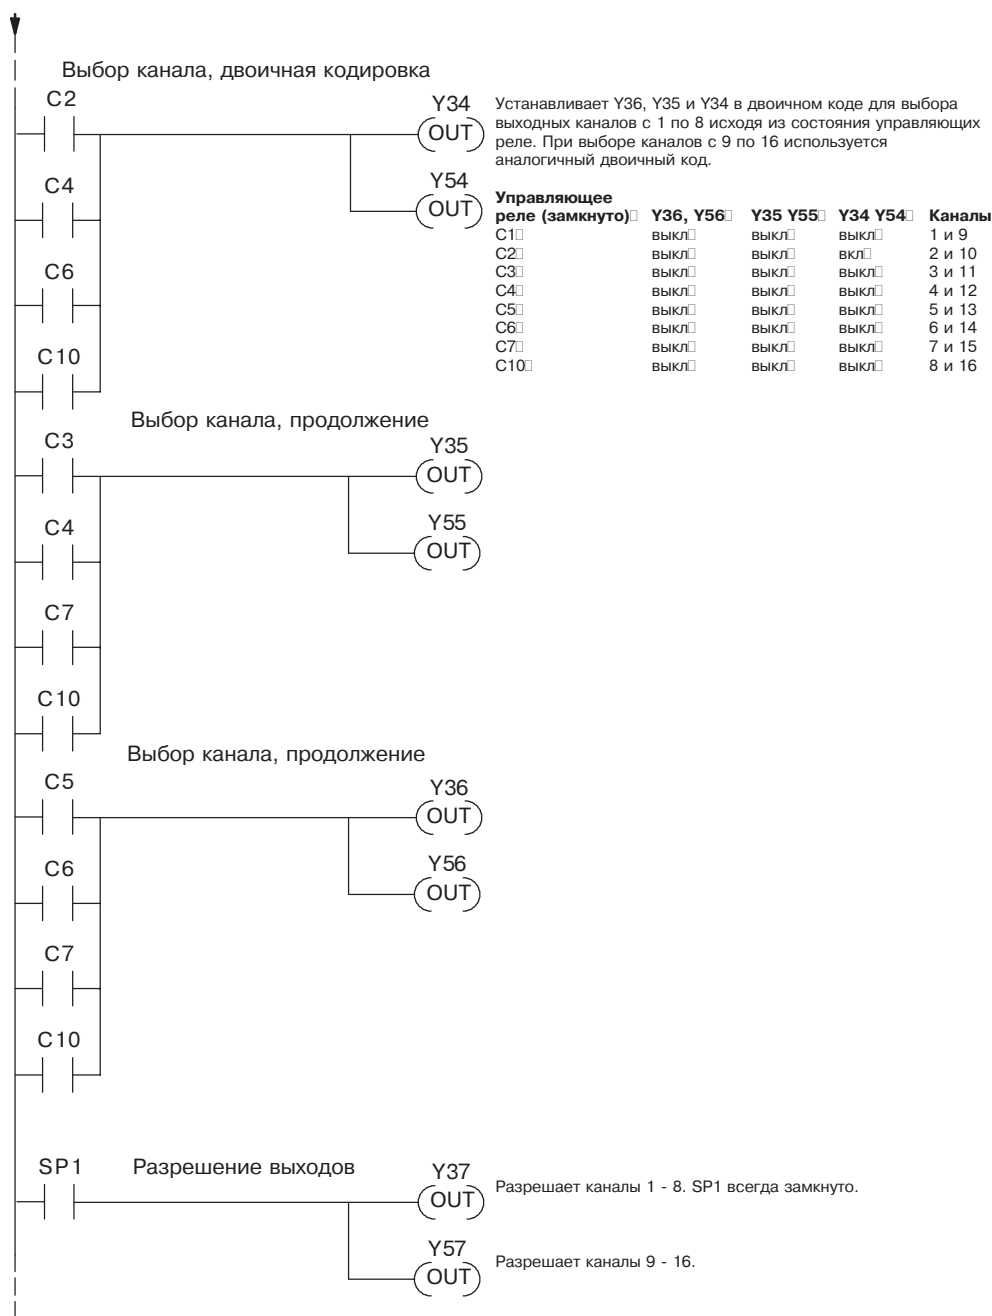 Выбор канала, двоичная кодировка
C2
Y34
OUT
Устанавливает Y36, Y35 и Y34 в двоичном коде для выбора
выходных каналов с 1 по 8 исходя из состояния управляющих
реле. При выборе каналов с 9 по 16 используется
аналогичный двоичный код.
C4
Y54
OUT
Управляющее
реле (замкнуто) Y36, Y56 Y35 Y55 Y34 Y54 Каналы
C1 выкл выкл выкл 1 и 9
C2 выкл выкл вкл 2 и 10
C3 выкл выкл выкл 3 и 11
C4 выкл выкл выкл 4 и 12
C5 выкл выкл выкл 5 и 13
C6 выкл выкл выкл 6 и 14
C7 выкл выкл выкл 7 и 15
C10 выкл выкл выкл 8 и 16
C6
C10
Выбор канала, продолжение
C3
Y35
OUT
C4
Y55
OUT
C7
C10
Выбор канала, продолжение
C5
Y36
OUT
C6
Y56
OUT
C7
C10
SP1
Разрешение выходов
Y37
OUT
Разрешает каналы 1 - 8. SP1 всегда замкнуто.
Y57
OUT
Разрешает каналы 9 - 16.